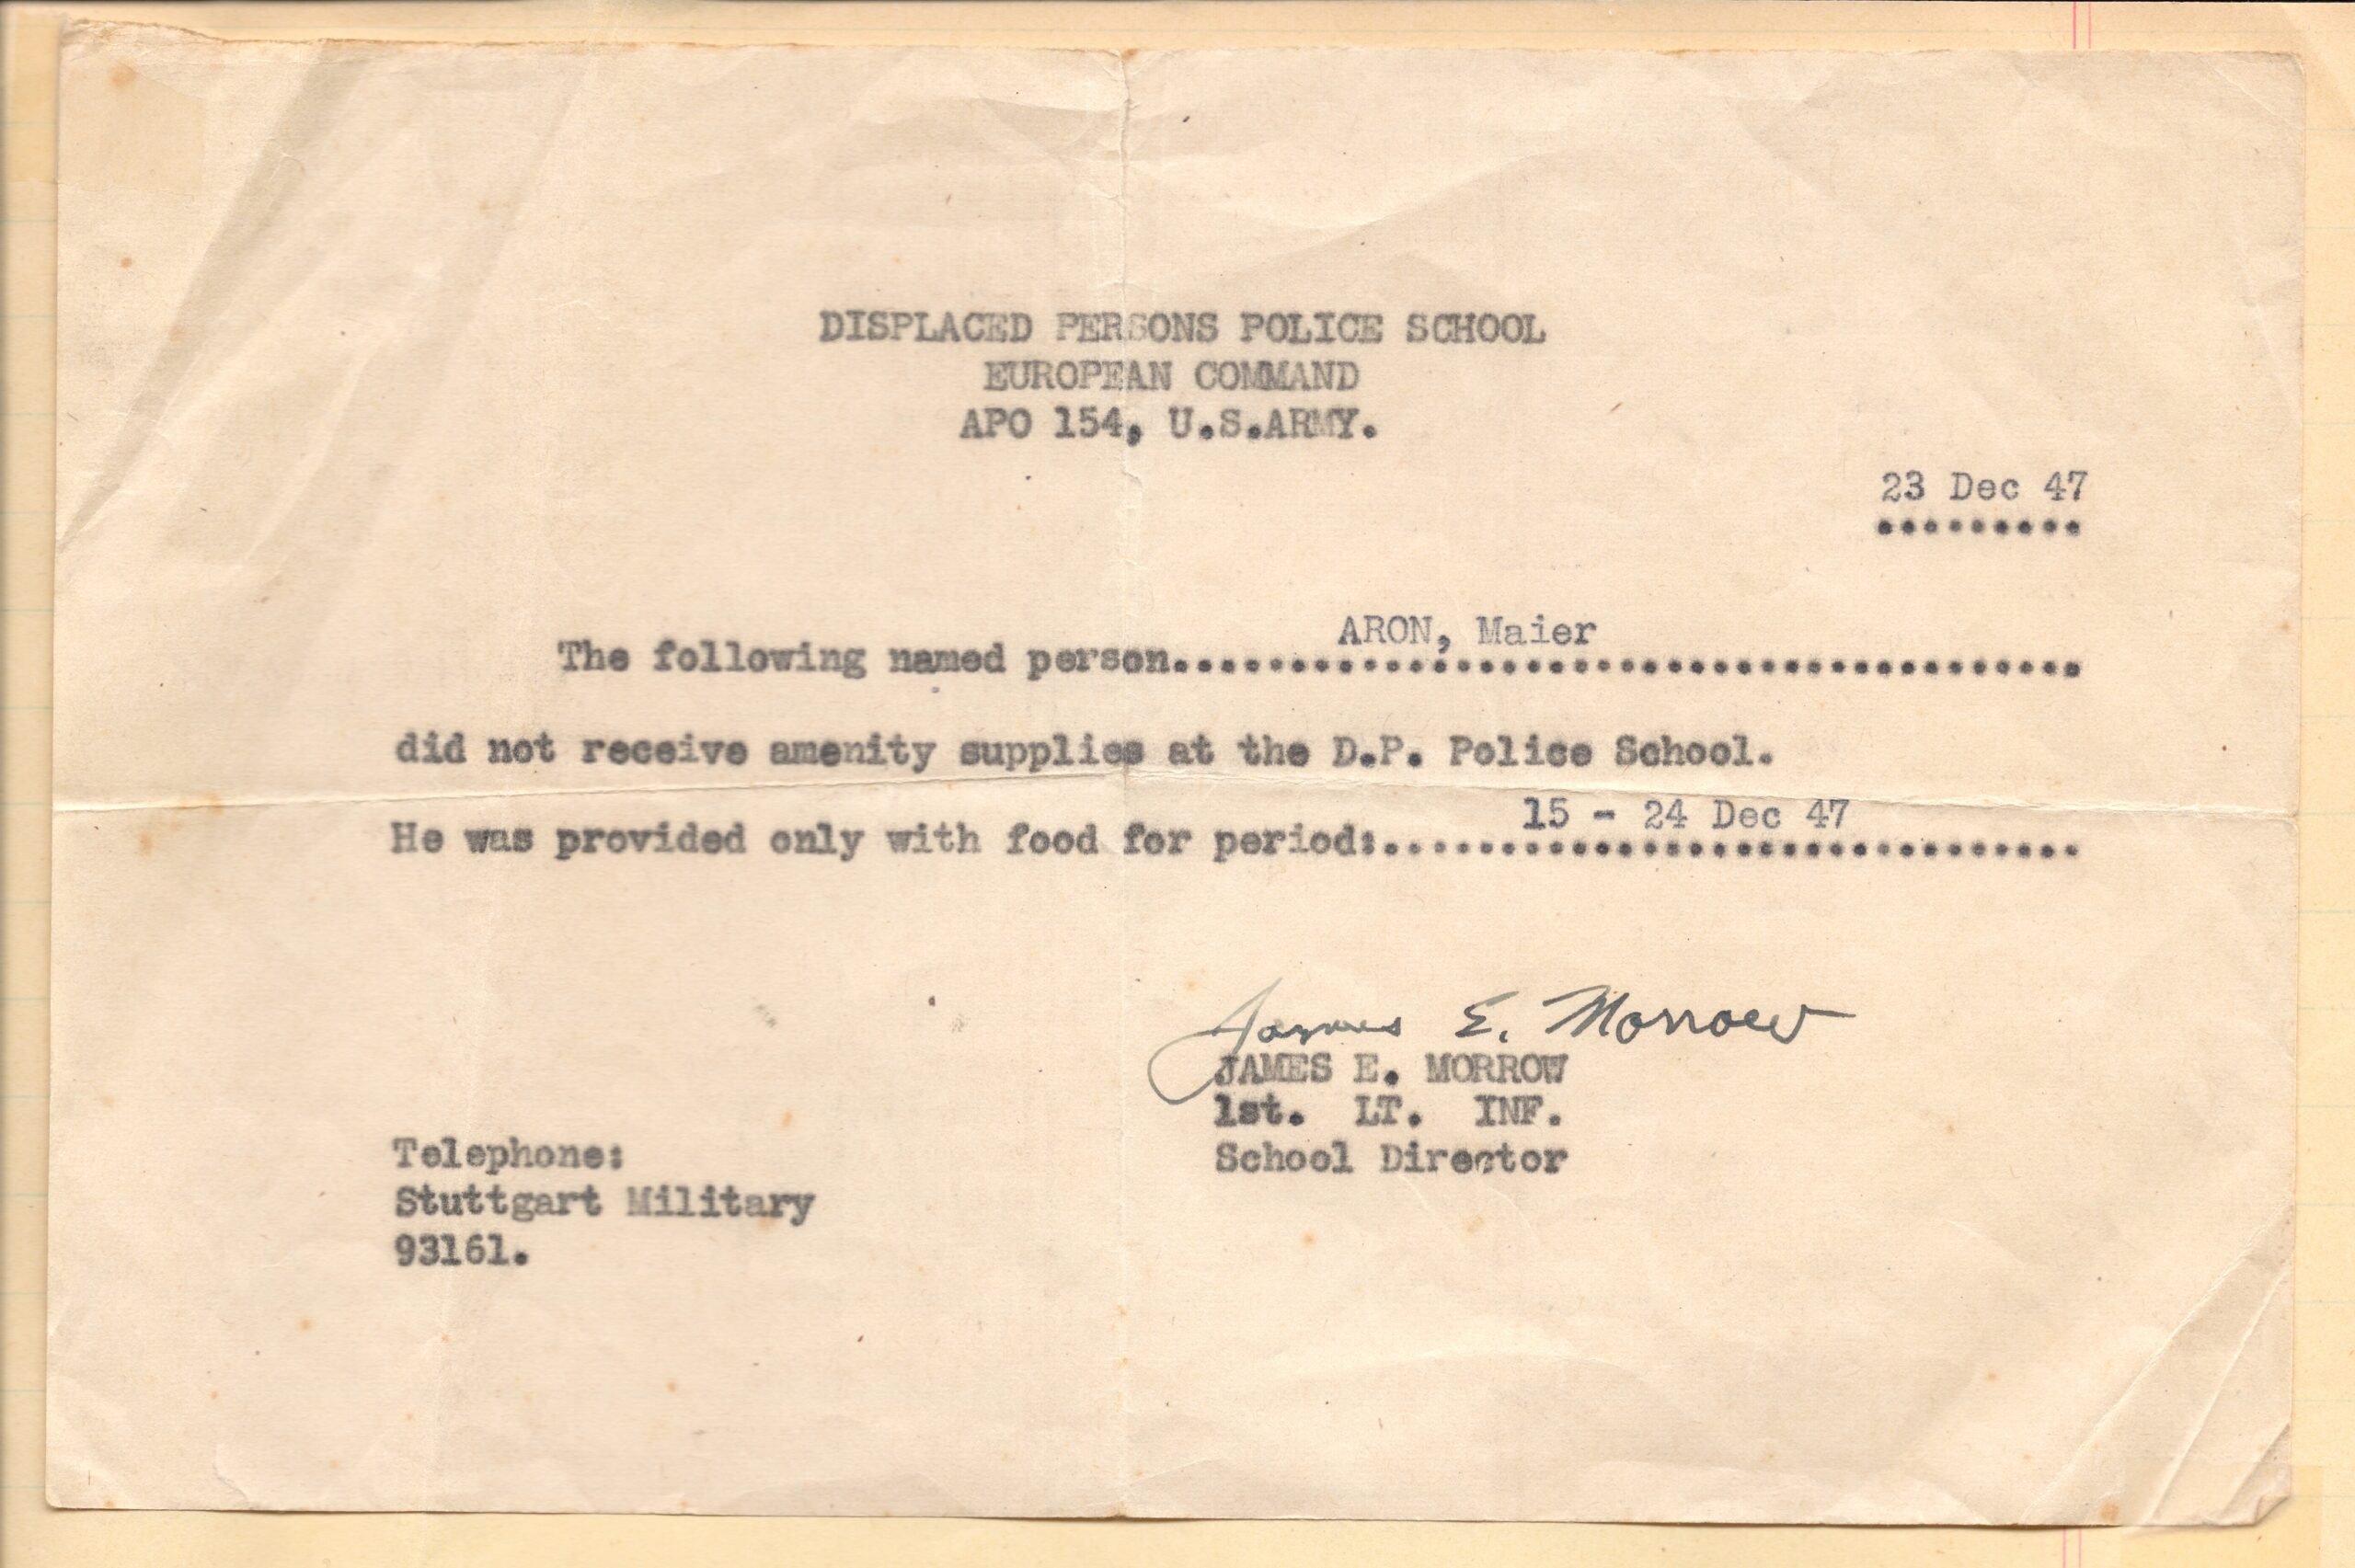 DISPLACED PERSONS POLICE SCHOOL
EUROPEAN COMMAND
APO 154, U.S.ARMY.
23 Dec 47
.........
ARON, Maier
The following named person.......................................
did not receive amenity supplies at the D.P. Police School.
15 - 24 Dec 47
He was provided only with food for period:..............................
James E. Morrow
JAMES E. MORROW
1st. LT. INF.
School Director
Telephone:
Stuttgart Military
93161.